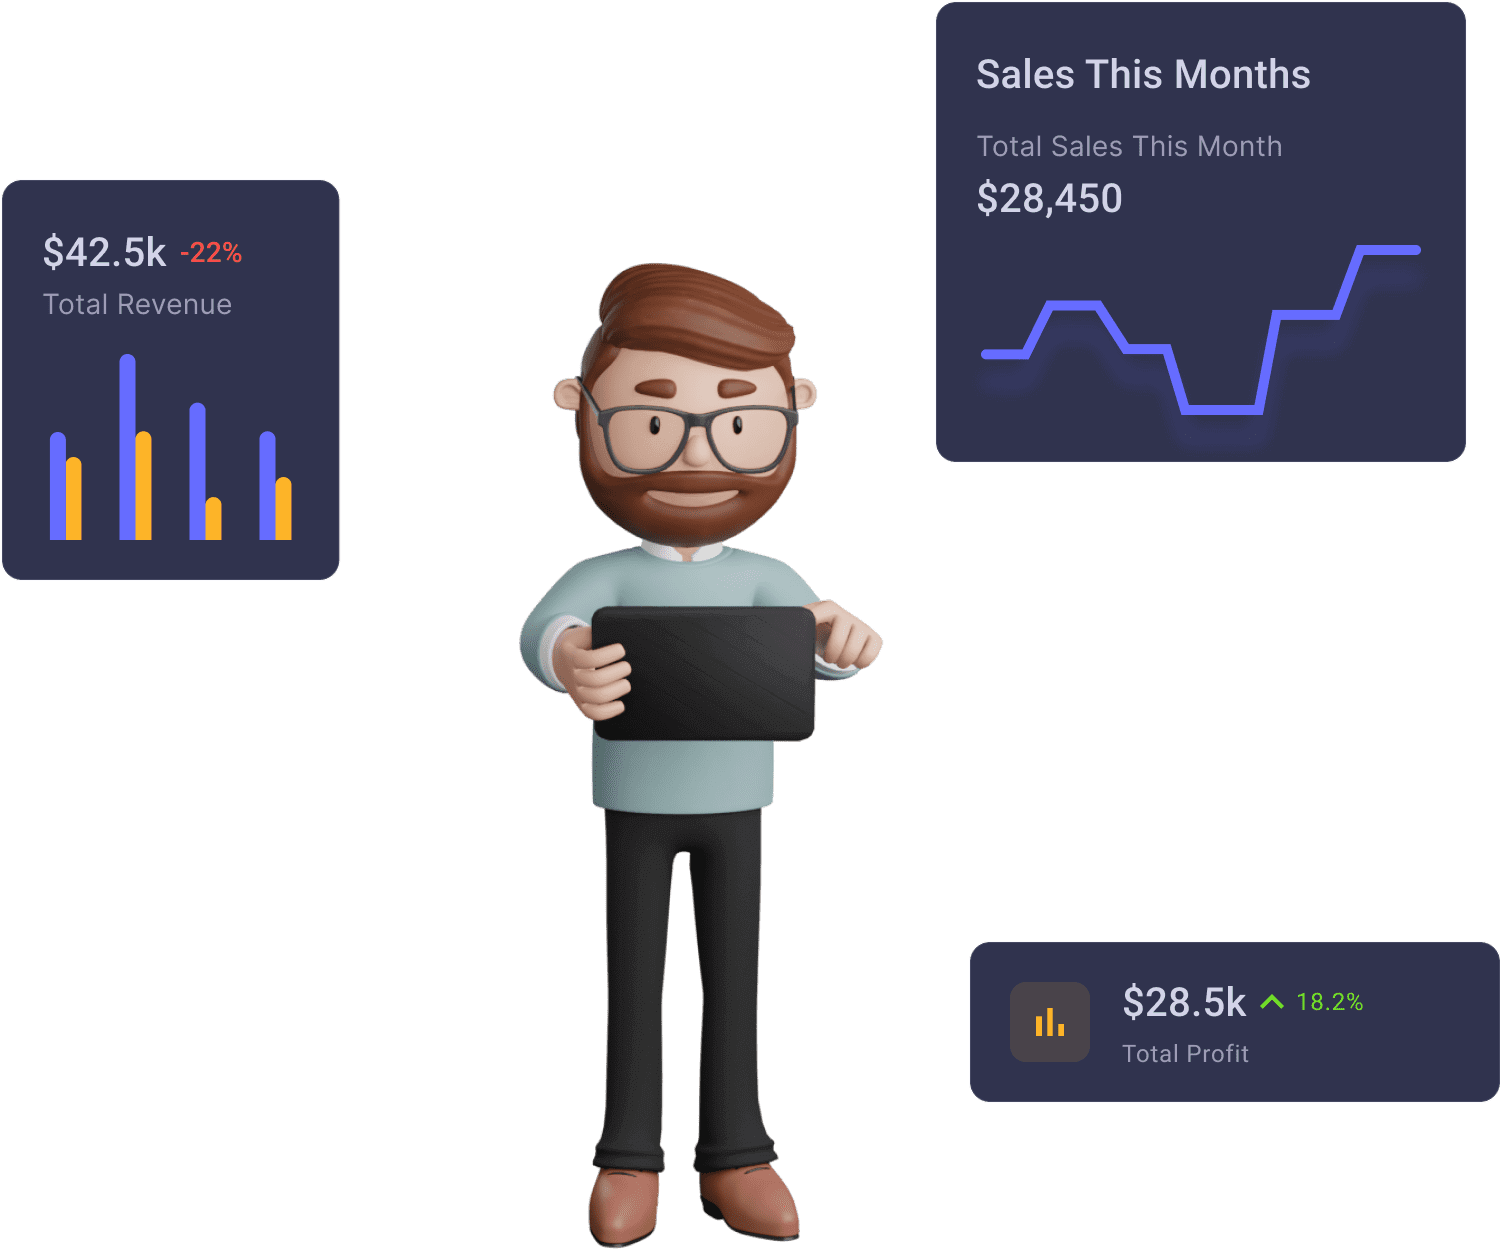 $42.5k -22%
Total Revenue
Sales This Months
Total Sales This Month
$28,450
$28.5k 18.2%
Total Profit